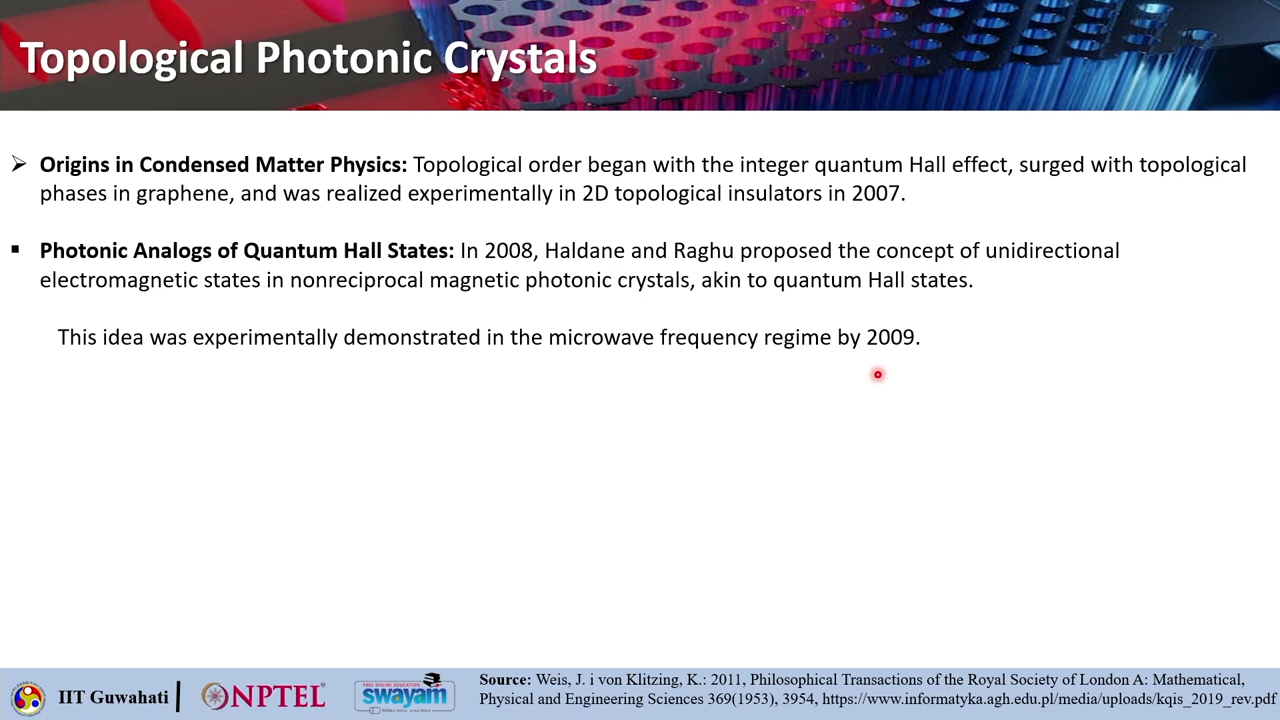 Topological Photonic Crystals
➢ Origins in Condensed Matter Physics: Topological order began with the integer quantum Hall effect, surged with topological
phases in graphene, and was realized experimentally in 2D topological insulators in 2007.
▪ Photonic Analogs of Quantum Hall States: In 2008, Haldane and Raghu proposed the concept of unidirectional
electromagnetic states in nonreciprocal magnetic photonic crystals, akin to quantum Hall states.
This idea was experimentally demonstrated in the microwave frequency regime by 2009.
IIT Guwahati
NPTEL
FREE ONLINE EDUCATION
swayam
Source: Weis, J. i von Klitzing, K.: 2011, Philosophical Transactions of the Royal Society of London A: Mathematical,
Physical and Engineering Sciences 369(1953), 3954, https://www.informatyka.agh.edu.pl/media/uploads/kqis_2019_rev.pdf